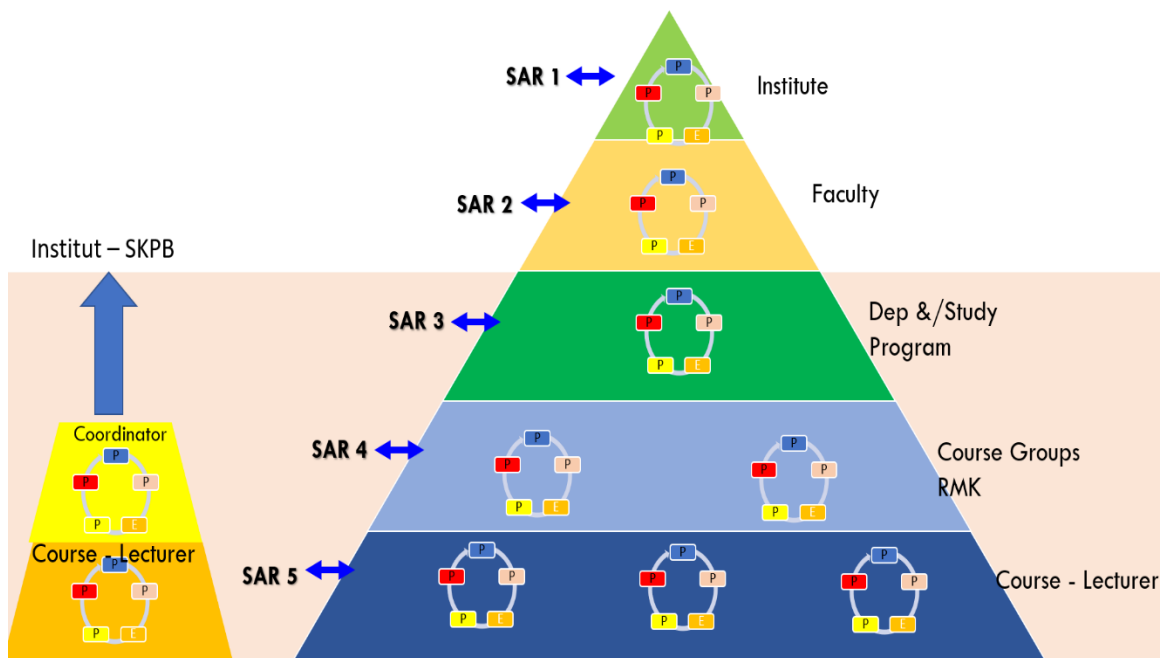 SAR 1
P
P
P
P
E
Institute
SAR 2
P
P
P
P
E
Faculty
Institut – SKPB
SAR 3
P
P
P
P
E
Dep &/Study
Program
Coordinator
P
P
P
P
E
SAR 4
P
P
P
P
E
P
P
P
P
E
Course Groups
RMK
Course - Lecturer
P
P
P
P
E
SAR 5
P
P
P
P
E
P
P
P
P
E
P
P
P
P
E
Course - Lecturer